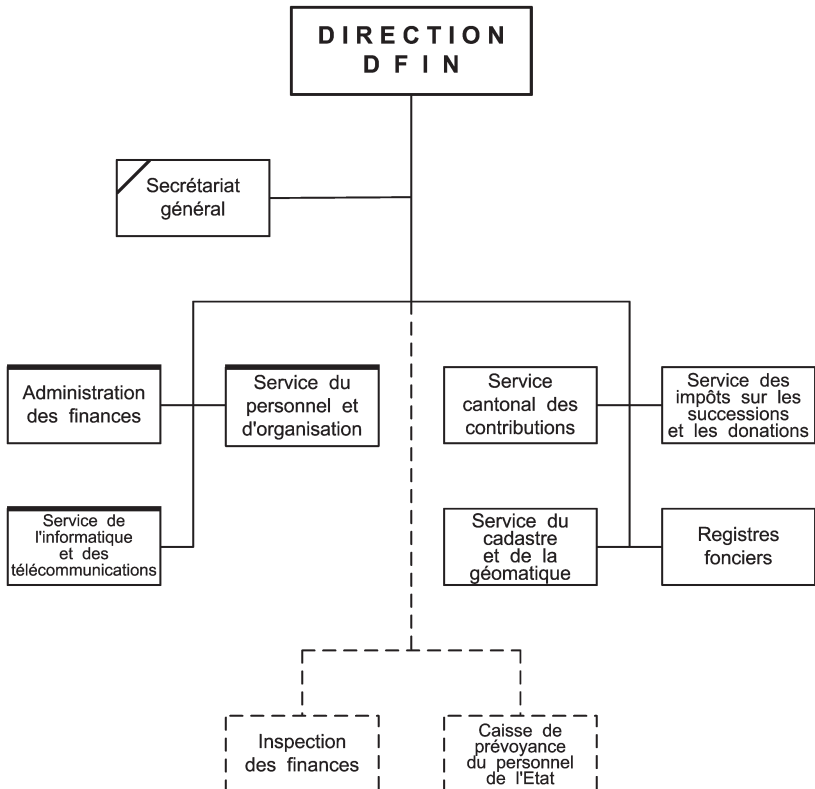 DIRECTION
DFIN
Secrétariat
général
Administration
des finances
Service du
personnel et
d'organisation
Service
cantonal des
contributions
Service des
impôts sur les
successions
et les donations
Service de
l'informatique
et des
télécommunications
Service du
cadastre
et de la
géomatique
Registres
fonciers
Inspection
des finances
Caisse de
prévoyance
du personnel
de l'Etat